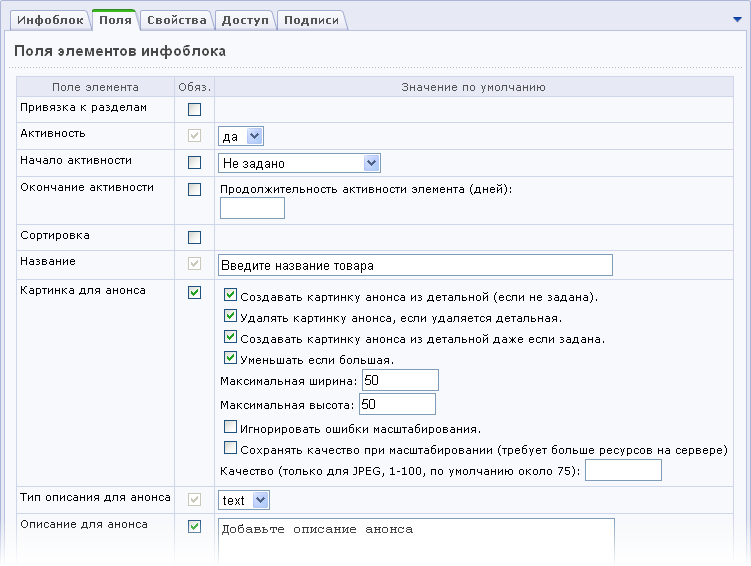 Инфоблок Поля Свойства Доступ Подписи
Поля элементов инфоблока
Поле элемента Обяз. Значение по умолчанию
Привязка к разделам
Активность да
Начало активности Не задано
Окончание активности Продолжительность активности элемента (дней):
Сортировка
Название Введите название товара
Картинка для анонса Создавать картинку анонса из детальной (если не задана).
Удалять картинку анонса, если удаляется детальная.
Создавать картинку анонса из детальной даже если задана.
Уменьшать если большая.
Максимальная ширина: 50
Максимальная высота: 50
Игнорировать ошибки масштабирования.
Сохранять качество при масштабировании (требует больше ресурсов на сервере)
Качество (только для JPEG, 1-100, по умолчанию около 75):
Тип описания для анонса text
Описание для анонса Добавьте описание анонса